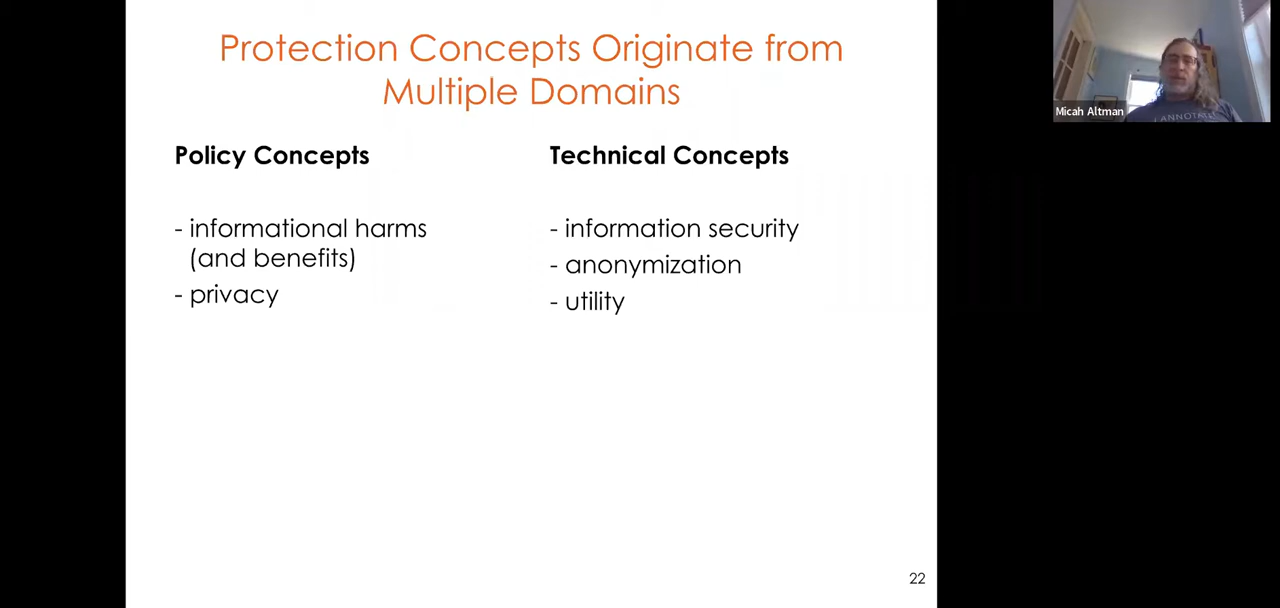 Protection Concepts Originate from
Multiple Domains
Policy Concepts
- informational harms
(and benefits)
- privacy
Technical Concepts
- information security
- anonymization
- utility
22
Micah Altman
I ANNOTATE